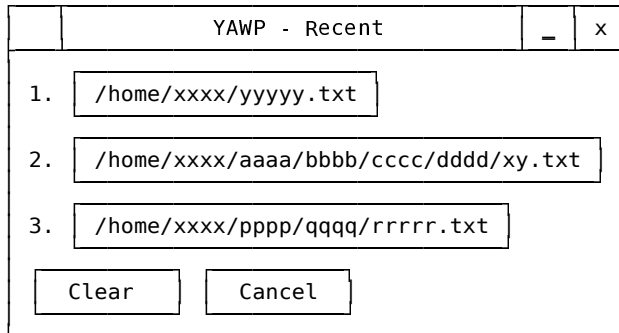 YAWP - Recent _ x
1. /home/xxxx/yyyyy.txt
2. /home/xxxx/aaaa/bbbb/cccc/dddd/xy.txt
3. /home/xxxx/pppp/qqqq/rrrrr.txt
Clear Cancel